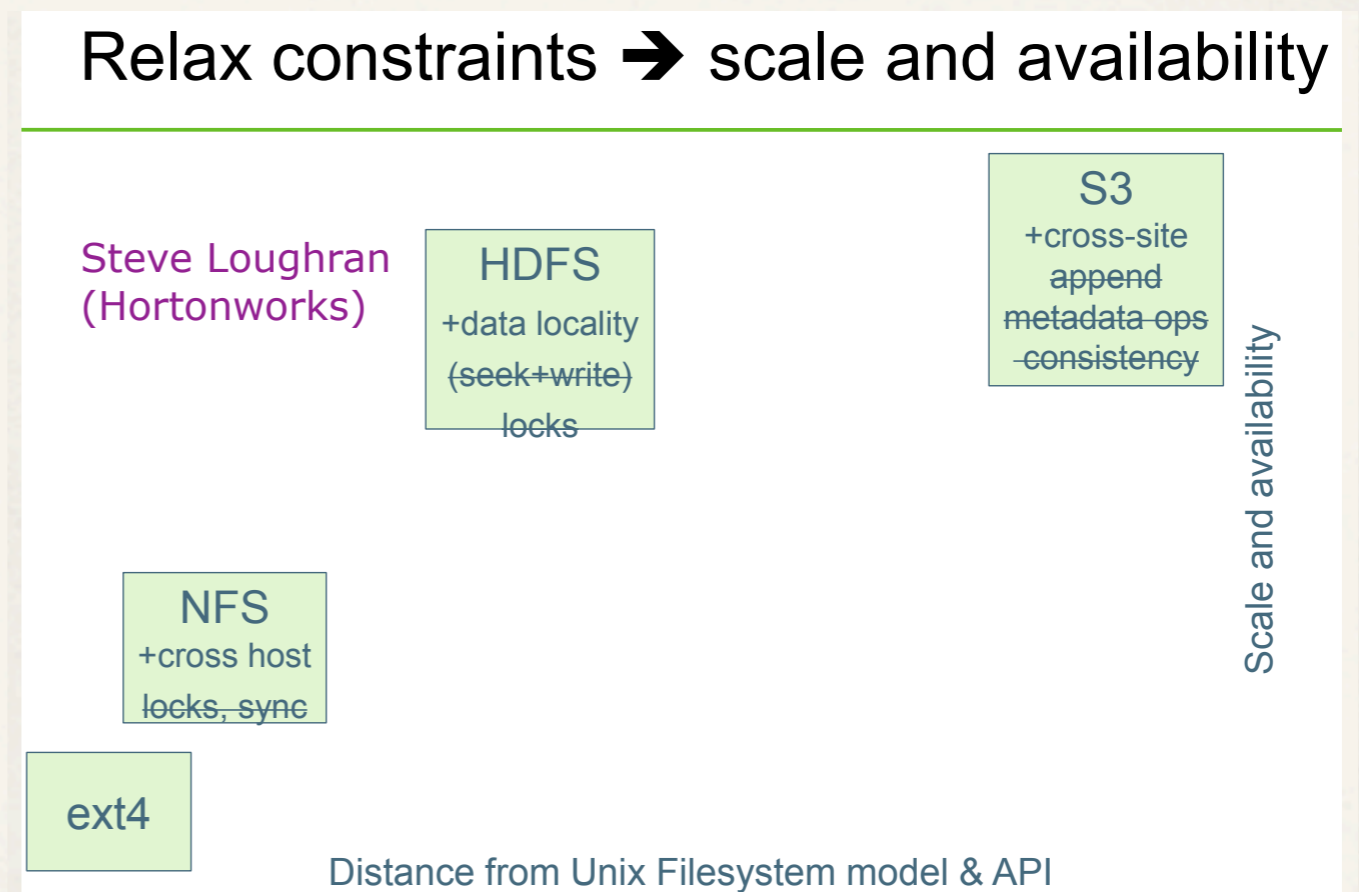 Relax constraints ➔ scale and availability
Steve Loughran
(Hortonworks)
HDFS
+data locality
(seek+write)
locks
S3
+cross-site
append
metadata ops
consistency
Scale and availability
NFS
+cross host
locks, sync
ext4
Distance from Unix Filesystem model & API